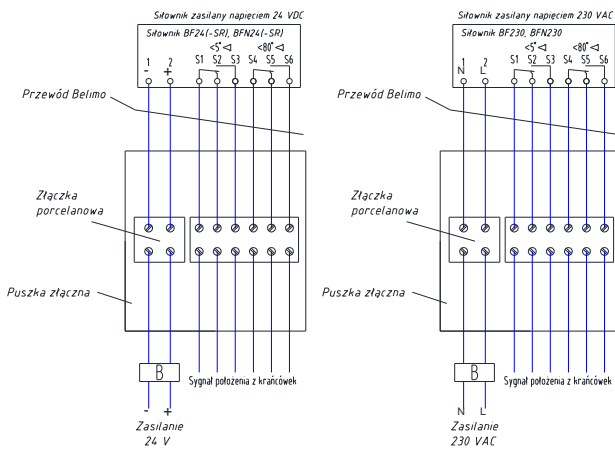 Siłownik zasilany napięciem 24 VDC
Siłownik BF24(-SR), BFN24(-SR)
<5° <80°
1 2 S1 S2 S3 S4 S5 S6
- +
Przewód Belimo
Złączka
porcelanowa
Puszka złączna
B
Sygnał położenia z krańcówek
- +
Zasilanie
24 V
Siłownik zasilany napięciem 230 VAC
Siłownik BF230, BFN230
<5° <80°
1 2 S1 S2 S3 S4 S5 S6
N L
Przewód Belimo
Złączka
porcelanowa
Puszka złączna
B
Sygnał położenia z krańcówek
N L
Zasilanie
230 VAC